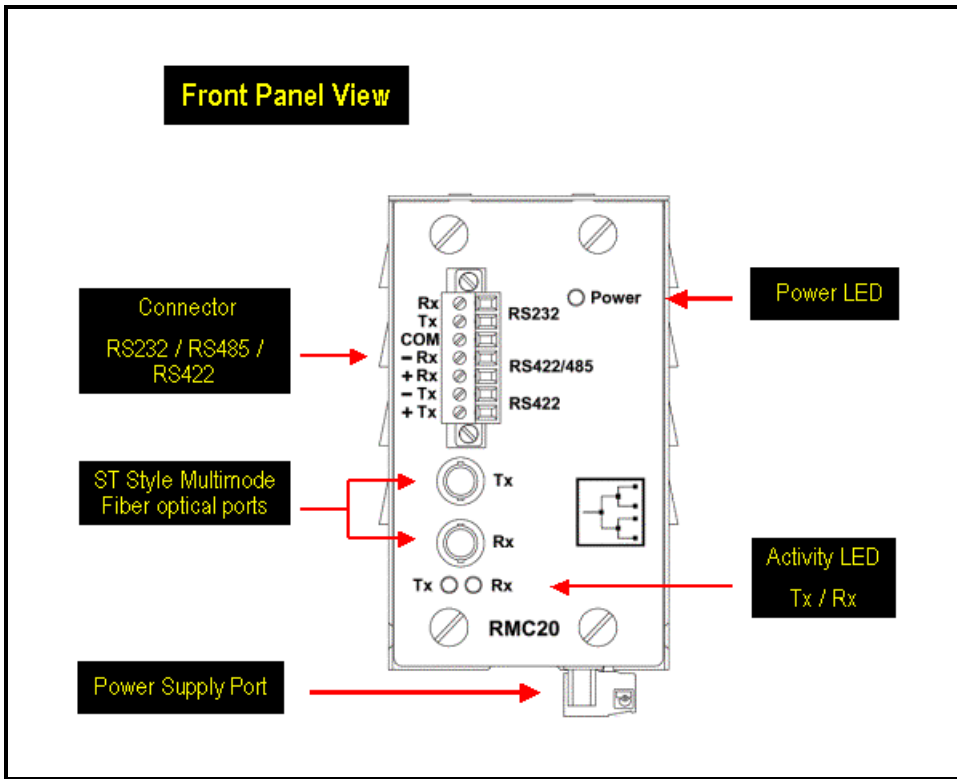 Front Panel View
Connector
RS232 / RS485 /
RS422
ST Style Multimode
Fiber optical ports
Power Supply Port
Rx
Tx
COM
– Rx
+ Rx
– Tx
+ Tx
RS232
RS422/485
RS422
Power
Tx
Rx
Tx
Rx
RMC20
Power LED
Activity LED
Tx / Rx